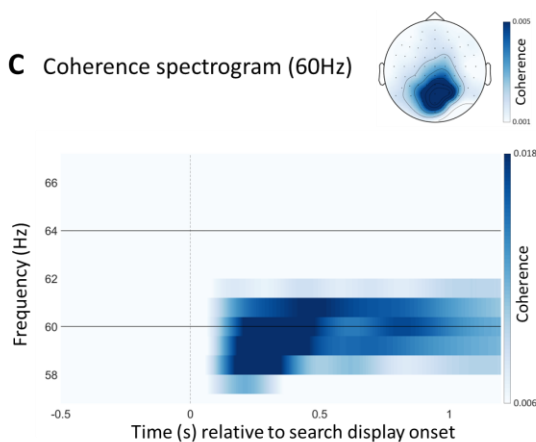 C Coherence spectrogram (60Hz)
0.005
Coherence
0.001
Frequency (Hz)
66
64
62
60
58
-0.5
0
0.5
1
Time (s) relative to search display onset
0.018
Coherence
0.006